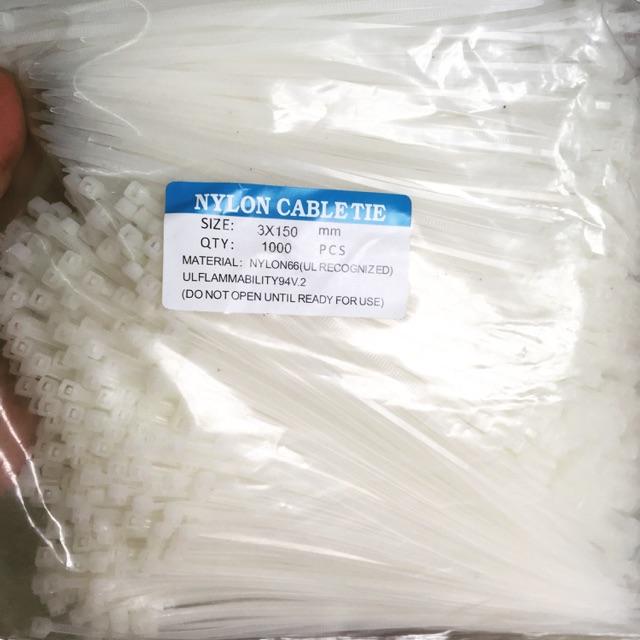 NYLON CABLE TIE
SIZE: 3X150 mm
QTY: 1000 PCS
MATERIAL: NYLON66(UL RECOGNIZED)
ULFLAMMABILITY94V.2
(DO NOT OPEN UNTIL READY FOR USE)